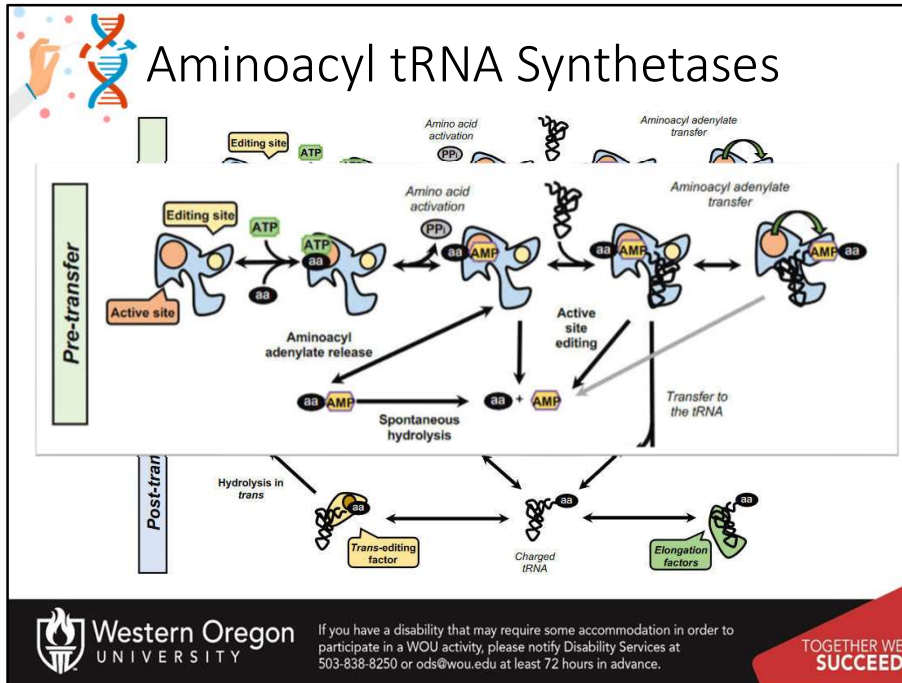 Aminoacyl tRNA Synthetases
Editing site
ATP
Amino acid
activation
PPi
Aminoacyl adenylate
transfer
Pre-transfer
Editing site
ATP
aa
Active site
ATP
aa
Amino acid
activation
PPi
aa AMP
aa AMP
Aminoacyl adenylate
transfer
AMP aa
Aminoacyl
adenylate release
Active
site
editing
aa AMP
Spontaneous
hydrolysis
aa + AMP
Transfer to
the tRNA
Post-tran
Hydrolysis in
trans
aa
Trans-editing
factor
aa
Charged
tRNA
aa
Elongation
factors
Western Oregon
UNIVERSITY
If you have a disability that may require some accommodation in order to
participate in a WOU activity, please notify Disability Services at
503-838-8250 or ods@wou.edu at least 72 hours in advance.
TOGETHER WE
SUCCEED